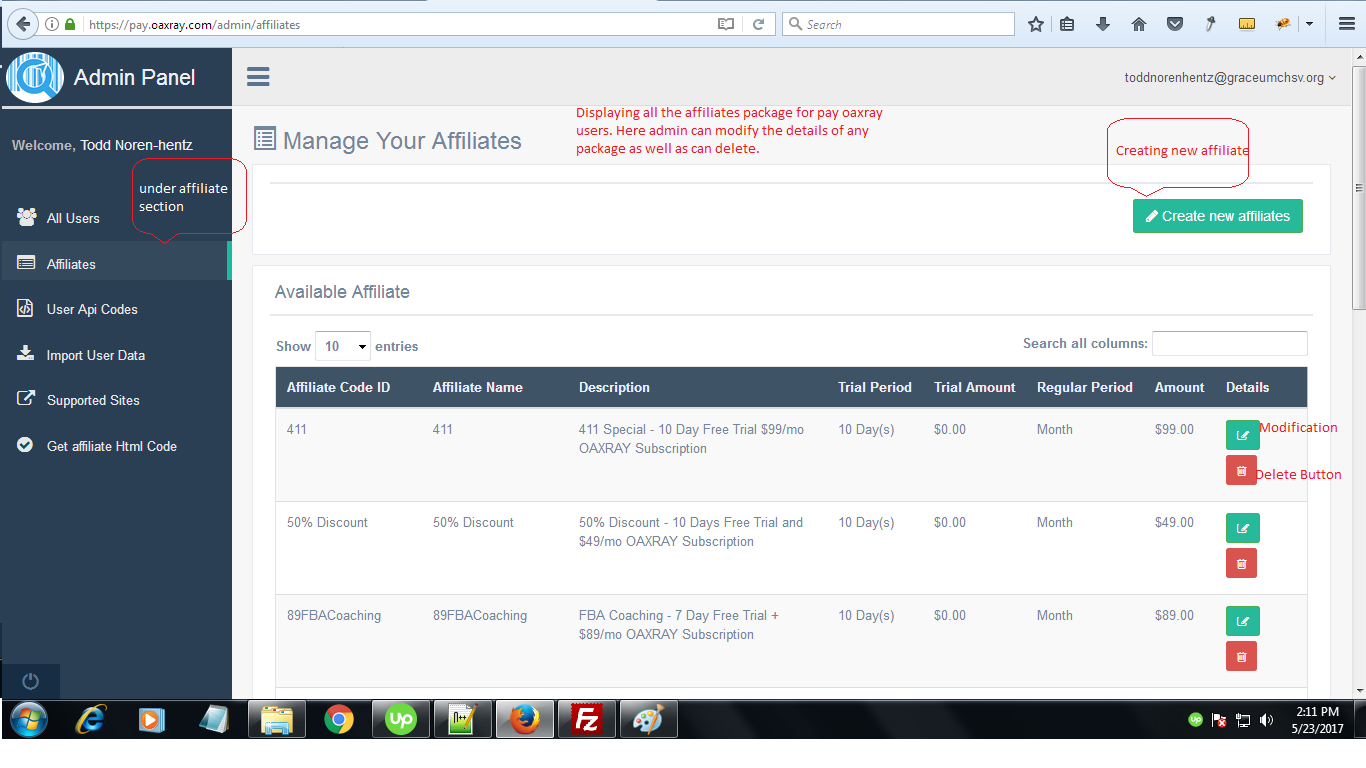 https://pay.oaxray.com/admin/affiliates
Search
Admin Panel
toddnorenhentz@graceumchsv.org
Welcome, Todd Noren-hentz
under affiliate
section
All Users
Affiliates
User Api Codes
Import User Data
Supported Sites
Get affiliate Html Code
Manage Your Affiliates
Displaying all the affiliates package for pay oaxray
users. Here admin can modify the details of any
package as well as can delete.
Creating new affiliate
Create new affiliates
Available Affiliate
Show 10 entries
Search all columns:
Affiliate Code ID Affiliate Name Description Trial Period Trial Amount Regular Period Amount Details
411 411 411 Special - 10 Day Free Trial $99/mo 10 Day(s) $0.00 Month $99.00 Modification
OAXRAY Subscription
Delete Button
50% Discount 50% Discount 50% Discount - 10 Days Free Trial and 10 Day(s) $0.00 Month $49.00
$49/mo OAXRAY Subscription
89FBACoaching 89FBACoaching FBA Coaching - 7 Day Free Trial + 10 Day(s) $0.00 Month $89.00
$89/mo OAXRAY Subscription
Up
Fz
Up
2:11 PM
5/23/2017